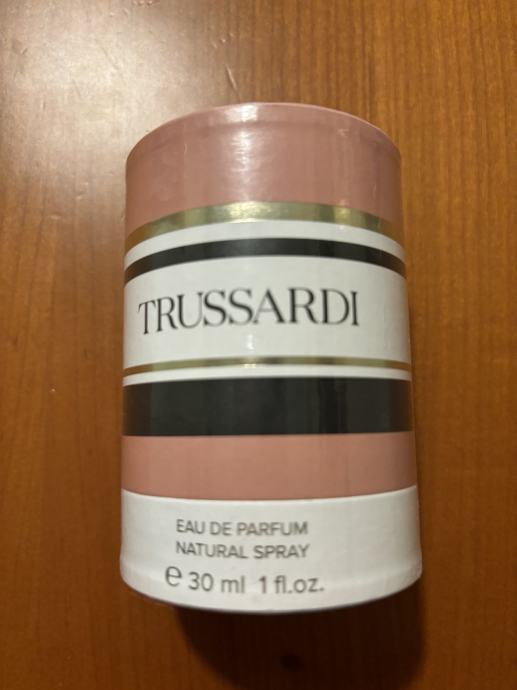 TRUSSARDI
EAU DE PARFUM
NATURAL SPRAY
℮ 30 ml 1 fl.oz.